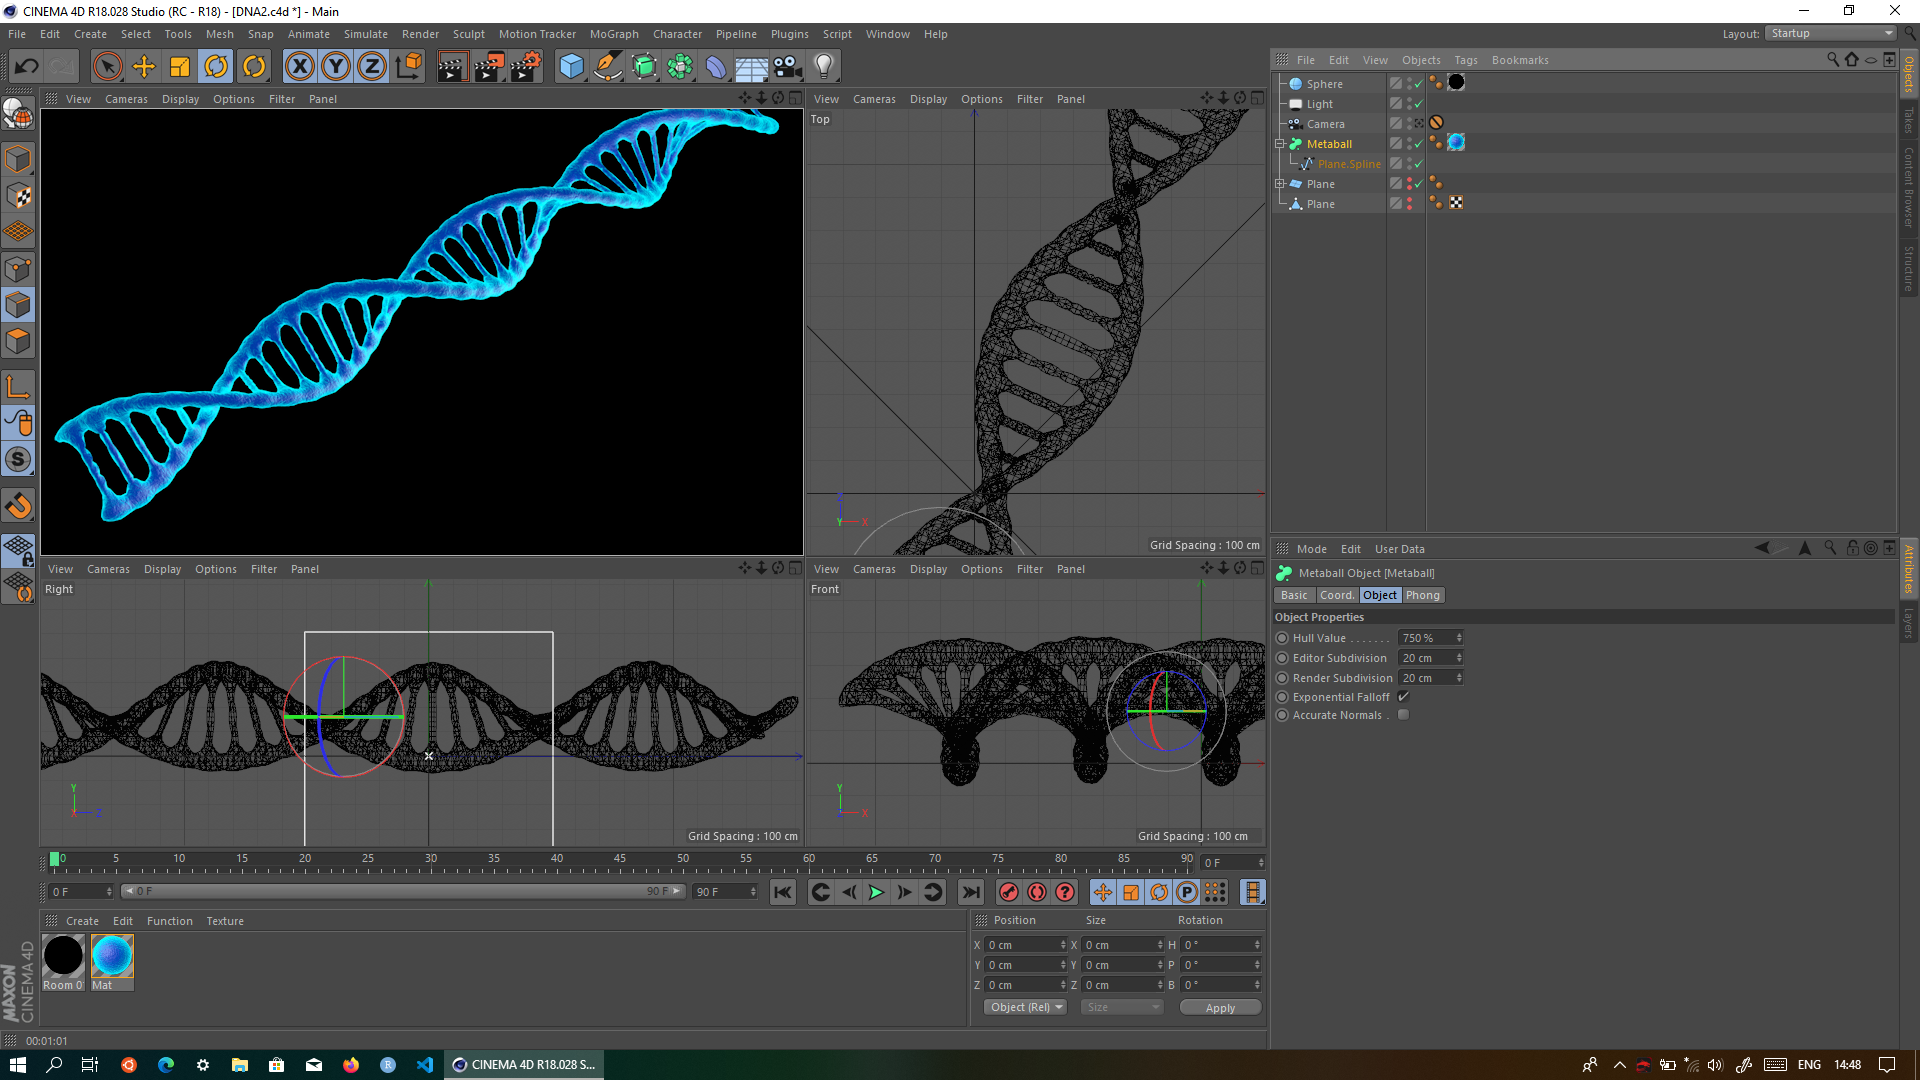 CINEMA 4D R18.028 Studio (RC - R18) - [DNA2.c4d *] - Main
File Edit Create Select Tools Mesh Snap Animate Simulate Render Sculpt Motion Tracker MoGraph Character Pipeline Plugins Script Window Help
Layout: Startup
View Cameras Display Options Filter Panel
View Cameras Display Options Filter Panel
Top
Grid Spacing : 100 cm
File Edit View Objects Tags Bookmarks
Sphere
Light
Camera
Metaball
Plane.Spline
Plane
Plane
Objects
Takes
Content Browser
Structure
View Cameras Display Options Filter Panel
Right
Grid Spacing : 100 cm
View Cameras Display Options Filter Panel
Front
Grid Spacing : 100 cm
Mode Edit User Data
Metaball Object [Metaball]
Basic Coord. Object Phong
Object Properties
Hull Value . . . . . . . 750 %
Editor Subdivision 20 cm
Render Subdivision 20 cm
Exponential Falloff
Accurate Normals .
Attributes
Layers
0 5 10 15 20 25 30 35 40 45 50 55 60 65 70 75 80 85 90 0 F
0 F 0 F 90 F 90 F
Create Edit Function Texture
Room 0 Mat
Position Size Rotation
X 0 cm X 0 cm H 0 °
Y 0 cm Y 0 cm P 0 °
Z 0 cm Z 0 cm B 0 °
Object (Rel) Size Apply
MAXON
CINEMA 4D
00:01:01
CINEMA 4D R18.028 S...
ENG 14:48